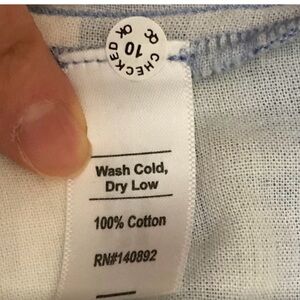 CHECKED
10
OK QC
Wash Cold,
Dry Low
100% Cotton
RN#140892